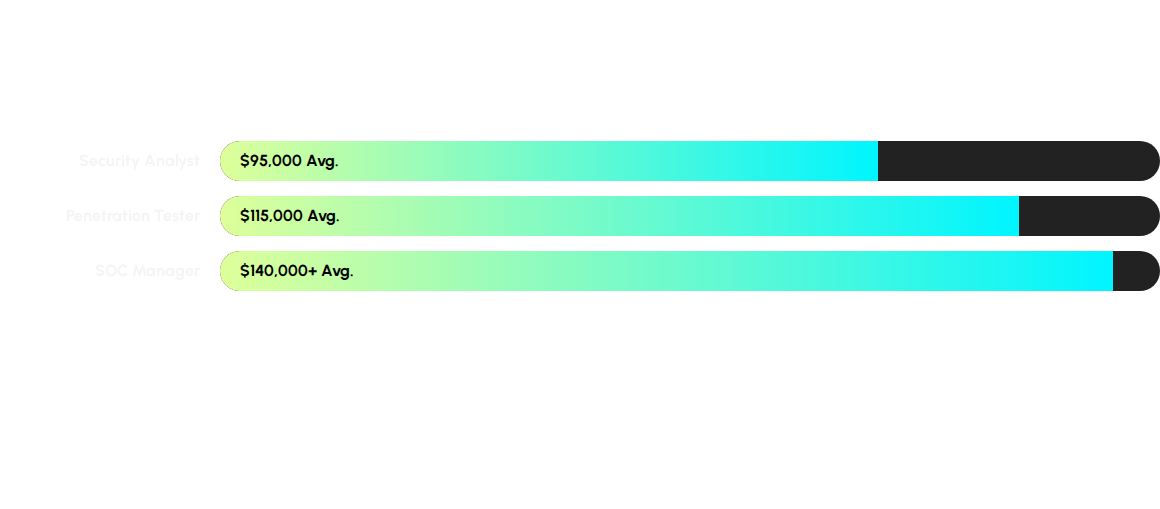 Security Analyst $95,000 Avg.
Penetration Tester $115,000 Avg.
SOC Manager $140,000+ Avg.